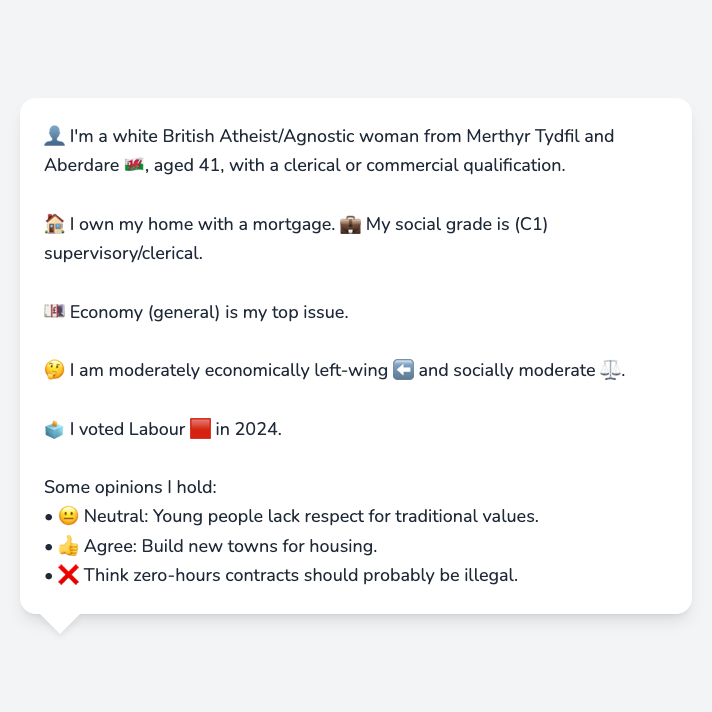 👤 I'm a white British Atheist/Agnostic woman from Merthyr Tydfil and
Aberdare 🏴󠁧󠁢󠁷󠁬󠁳󠁿, aged 41, with a clerical or commercial qualification.
🏠 I own my home with a mortgage. 💼 My social grade is (C1)
supervisory/clerical.
💷 Economy (general) is my top issue.
🤔 I am moderately economically left-wing ⬅️ and socially moderate ⚖️.
🗳️ I voted Labour 🟥 in 2024.
Some opinions I hold:
• 😐 Neutral: Young people lack respect for traditional values.
• 👍 Agree: Build new towns for housing.
• ❌ Think zero-hours contracts should probably be illegal.